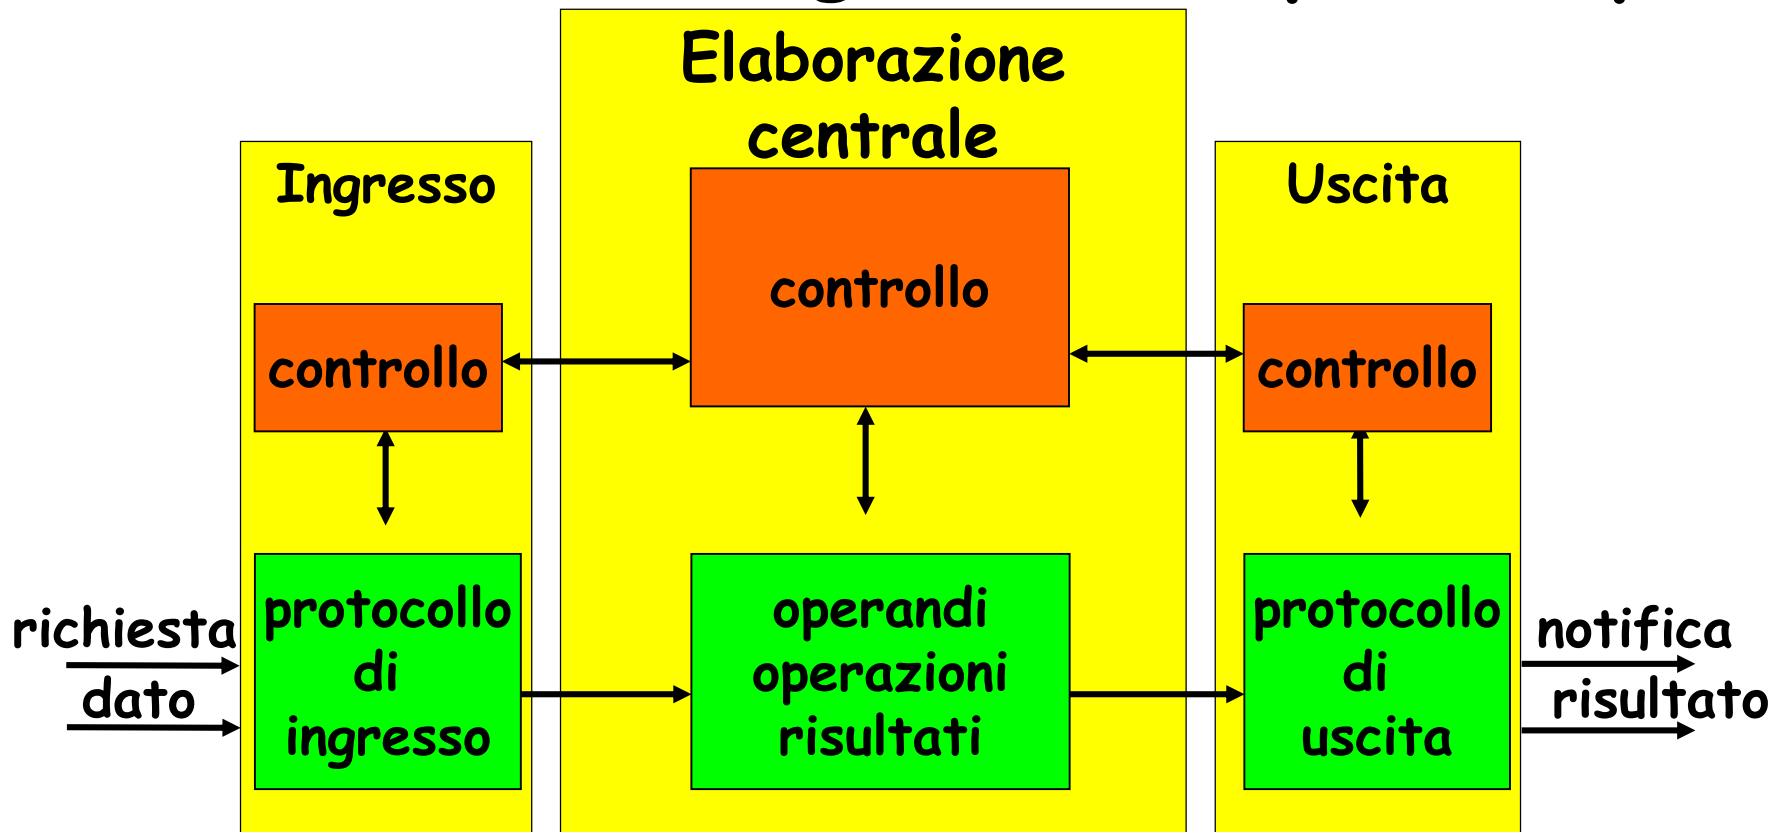 Elaborazione
centrale
Ingresso
Uscita
controllo
controllo
controllo
richiesta
dato
protocollo
di
ingresso
operandi
operazioni
risultati
protocollo
di
uscita
notifica
risultato